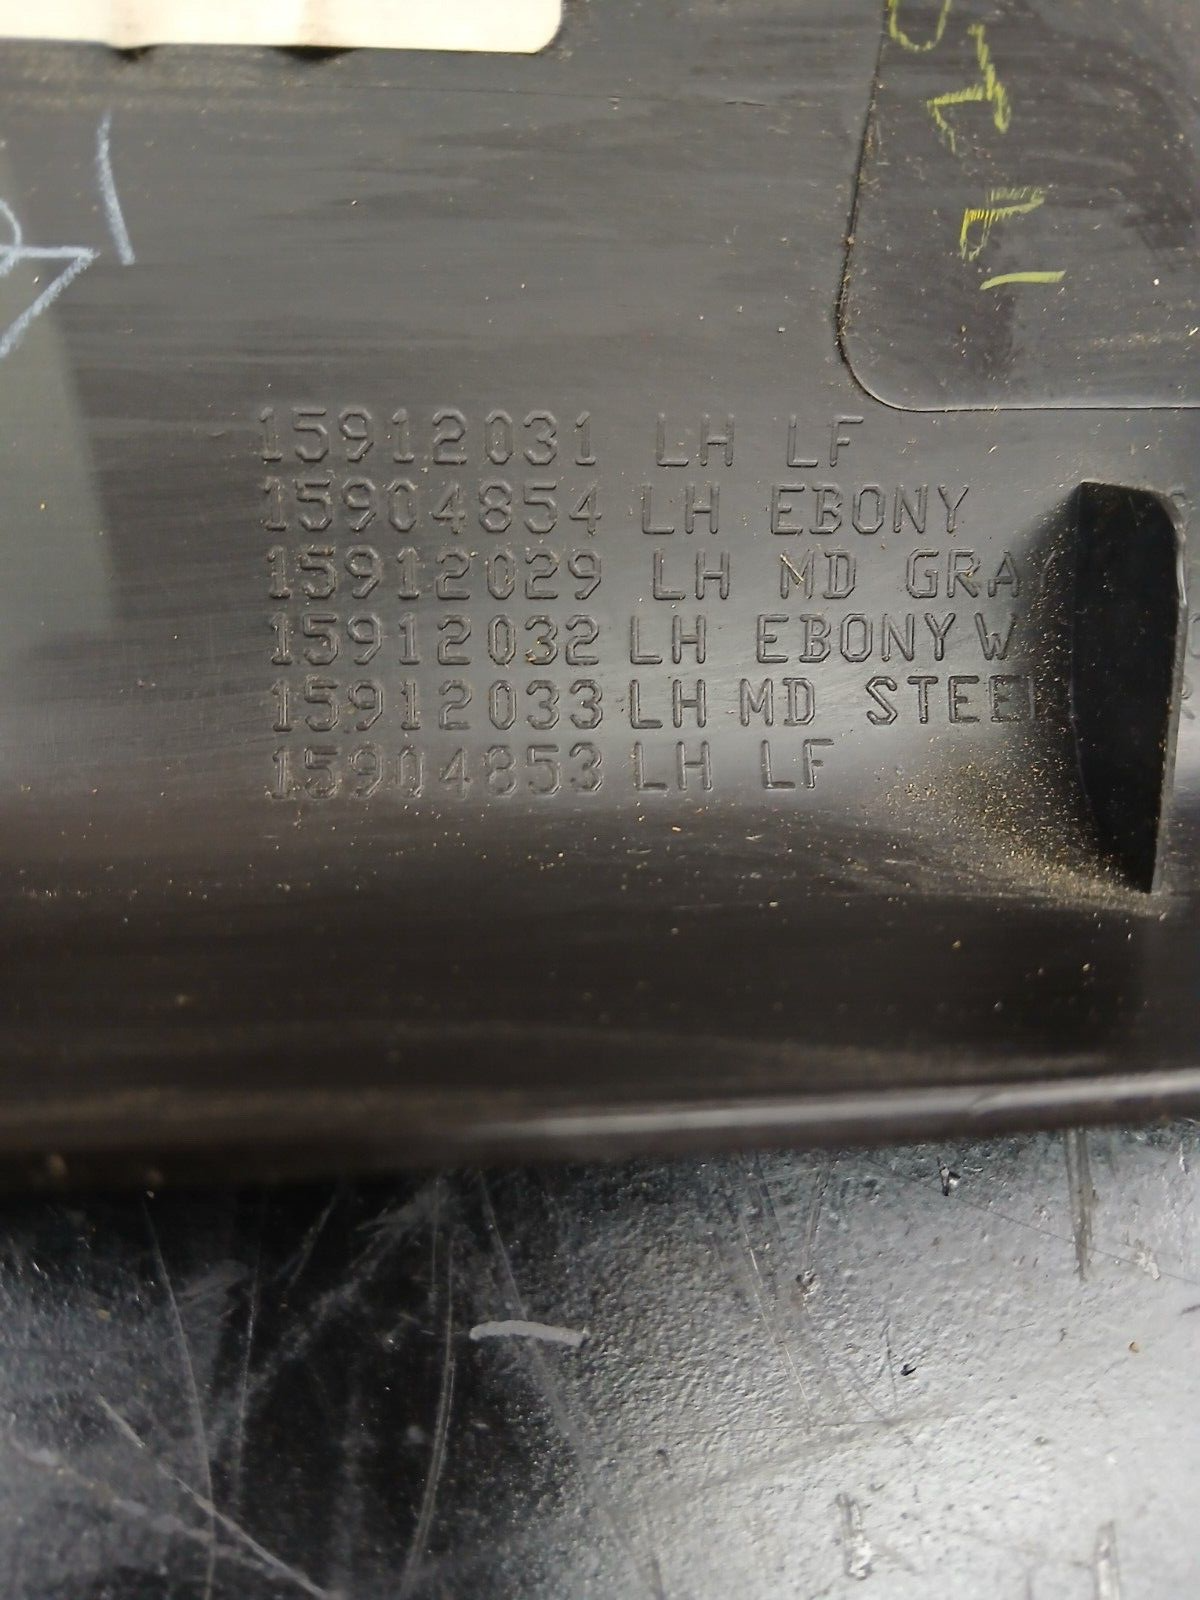 15912031 LH LF
15904854 LH EBONY
15912029 LH MD GRA
15912032 LH EBONY W
15912033 LH MD STEEL
15904853 LH LF